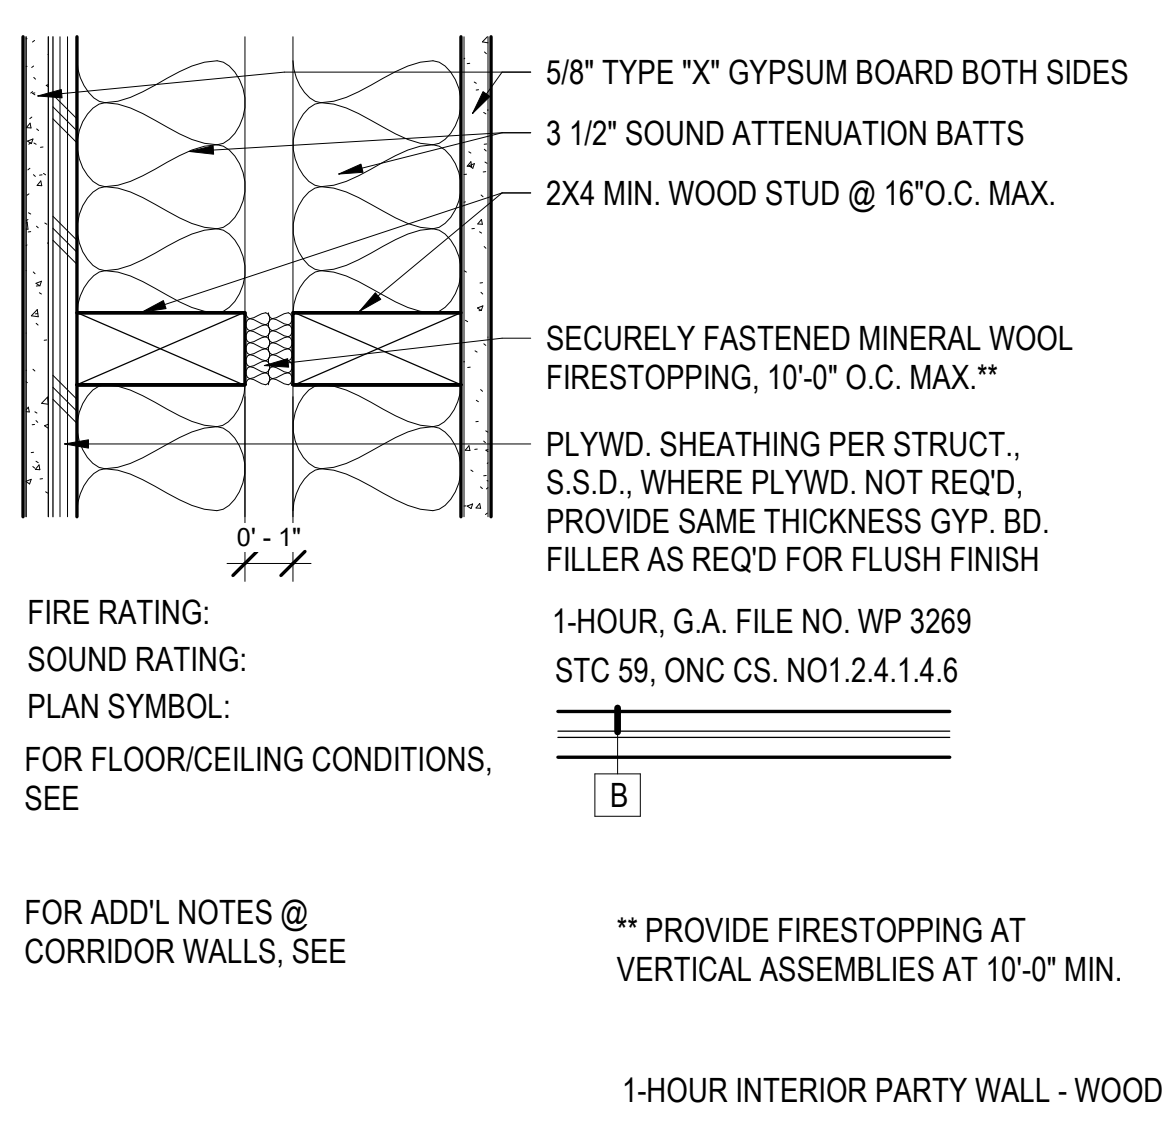 5/8" TYPE "X" GYPSUM BOARD BOTH SIDES
3 1/2" SOUND ATTENUATION BATTS
2X4 MIN. WOOD STUD @ 16"O.C. MAX.
SECURELY FASTENED MINERAL WOOL
FIRESTOPPING, 10'-0" O.C. MAX.**
PLYWD. SHEATHING PER STRUCT.,
S.S.D., WHERE PLYWD. NOT REQ'D,
PROVIDE SAME THICKNESS GYP. BD.
FILLER AS REQ'D FOR FLUSH FINISH
0' - 1"
FIRE RATING:
1-HOUR, G.A. FILE NO. WP 3269
SOUND RATING:
STC 59, ONC CS. NO1.2.4.1.4.6
PLAN SYMBOL:
B
FOR FLOOR/CEILING CONDITIONS,
SEE
FOR ADD'L NOTES @
CORRIDOR WALLS, SEE
** PROVIDE FIRESTOPPING AT
VERTICAL ASSEMBLIES AT 10'-0" MIN.
1-HOUR INTERIOR PARTY WALL - WOOD